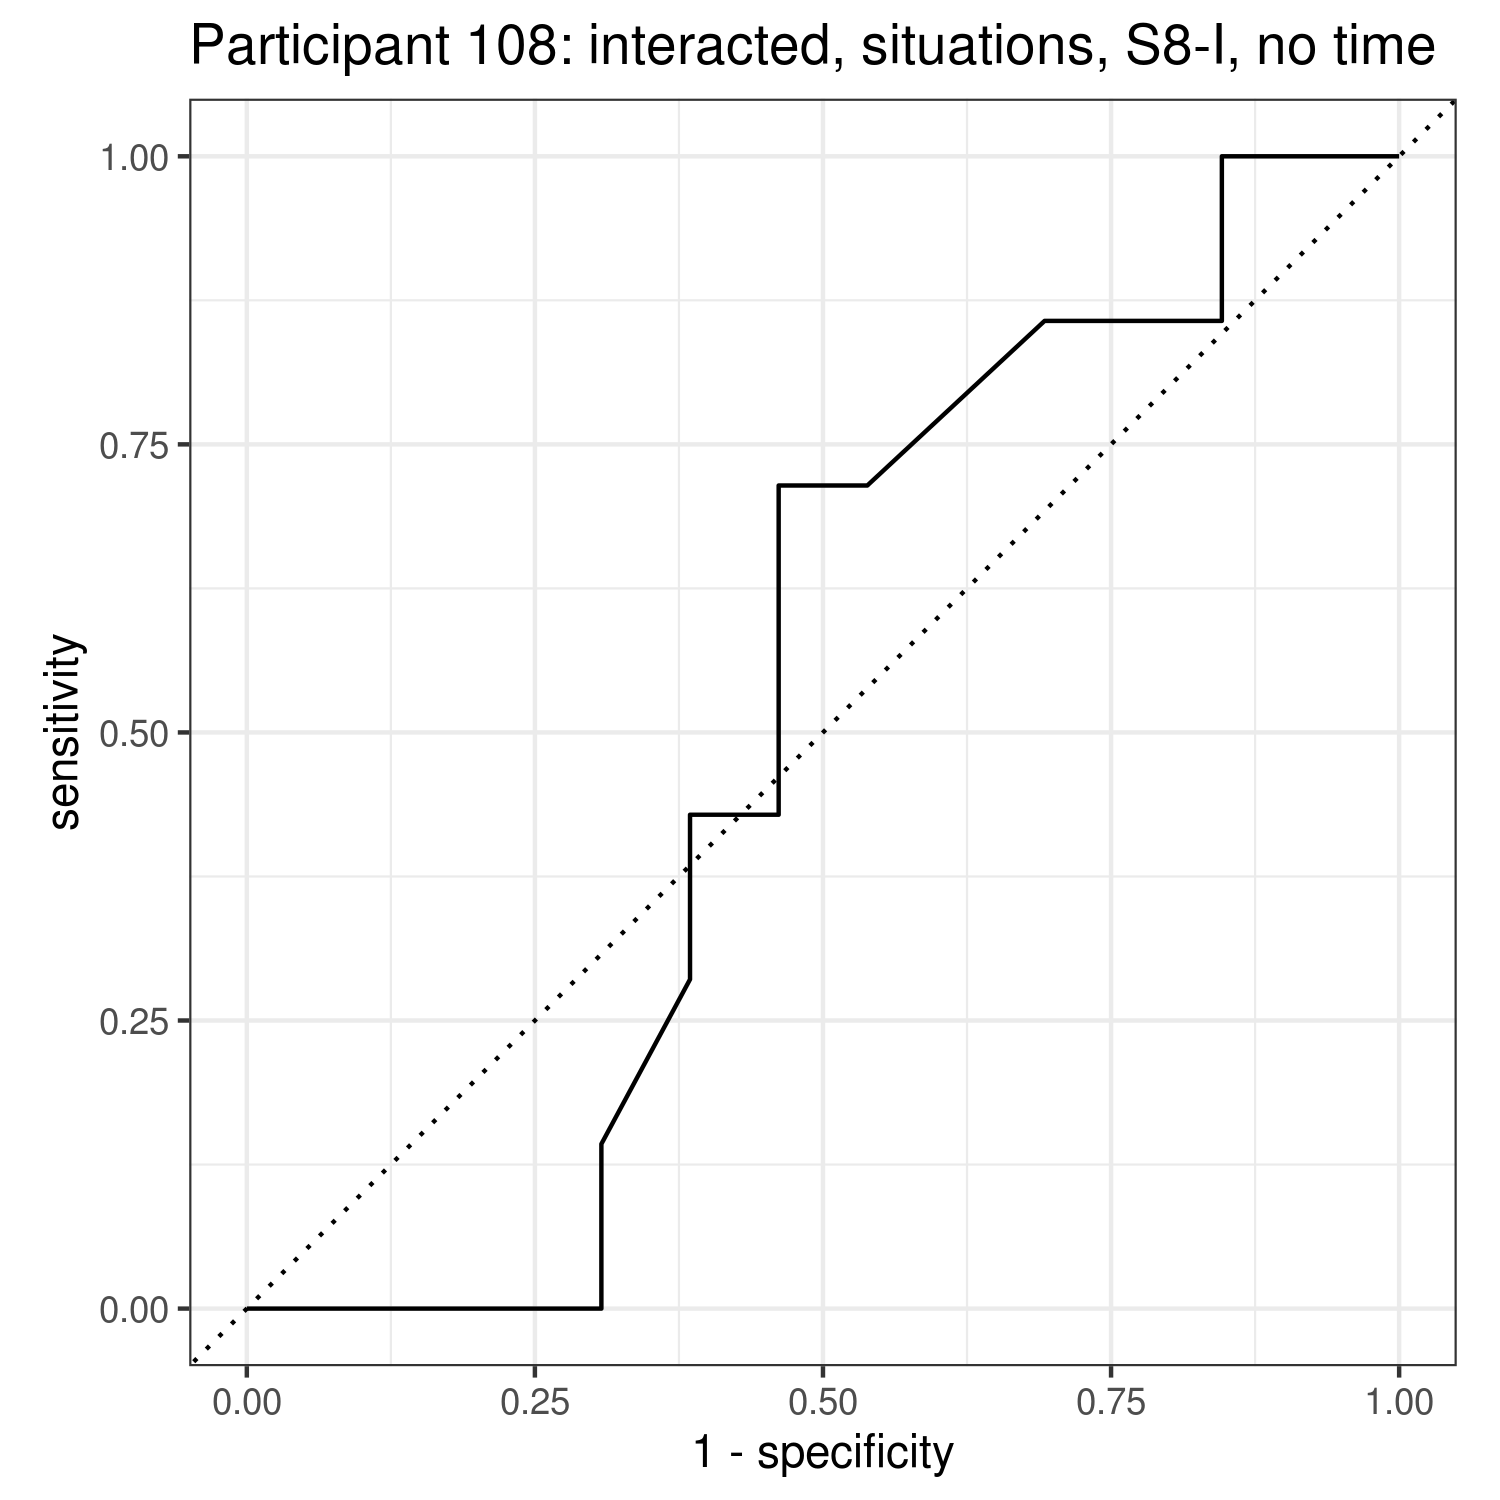 Participant 108: interacted, situations, S8-I, no time
1.00
0.75
0.50
0.25
0.00
sensitivity
0.00 0.25 0.50 0.75 1.00
1 - specificity